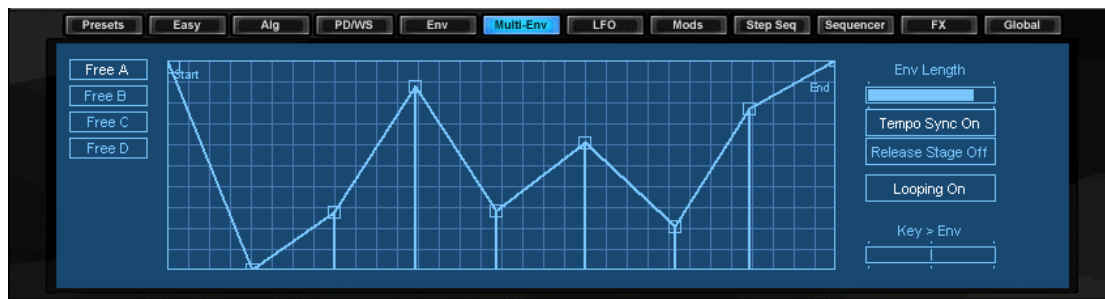 Presets Easy Alg PD/WS Env Multi-Env LFO Mods Step Seq Sequencer FX Global
Free A
Free B
Free C
Free D
Start
End
Env Length
Tempo Sync On
Release Stage Off
Looping On
Key > Env